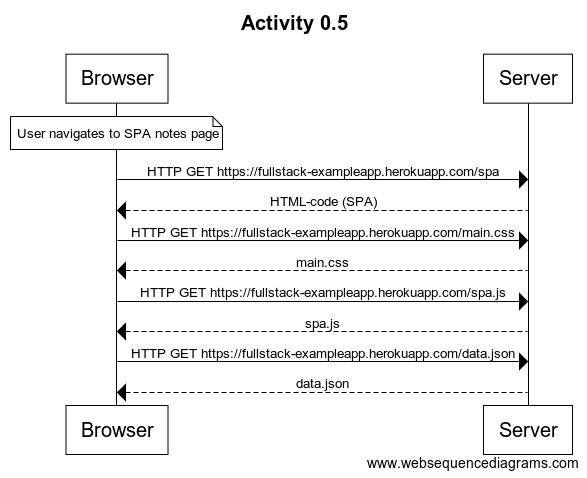 Activity 0.5
Browser
Server
User navigates to SPA notes page
HTTP GET https://fullstack-exampleapp.herokuapp.com/spa
HTML-code (SPA)
HTTP GET https://fullstack-exampleapp.herokuapp.com/main.css
main.css
HTTP GET https://fullstack-exampleapp.herokuapp.com/spa.js
spa.js
HTTP GET https://fullstack-exampleapp.herokuapp.com/data.json
data.json
Browser
Server
www.websequencediagrams.com